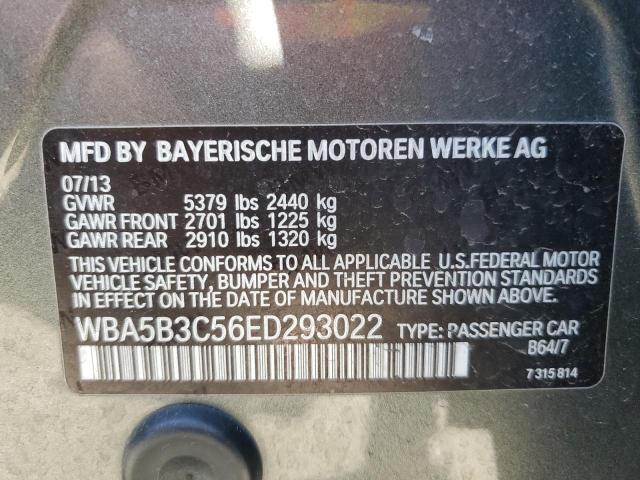 MFD BY BAYERISCHE MOTOREN WERKE AG
07/13
GVWR 5379 lbs 2440 kg
GAWR FRONT 2701 lbs 1225 kg
GAWR REAR 2910 lbs 1320 kg
THIS VEHICLE CONFORMS TO ALL APPLICABLE U.S.FEDERAL MOTOR
VEHICLE SAFETY, BUMPER AND THEFT PREVENTION STANDARDS
IN EFFECT ON THE DATE OF MANUFACTURE SHOWN ABOVE.
WBA5B3C56ED293022 TYPE: PASSENGER CAR
B64/7
7 315 814